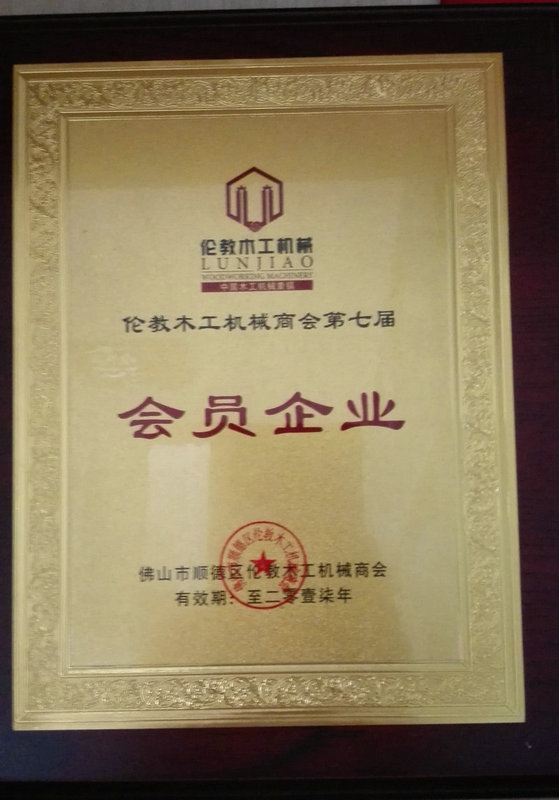 伦教木工机械
LUNJIAO
WOODWORKING MACHINERY
中国木工机械重镇
伦教木工机械商会第七届
会员企业
佛山市顺德区伦教木工机械商会
有效期：至二零壹柒年